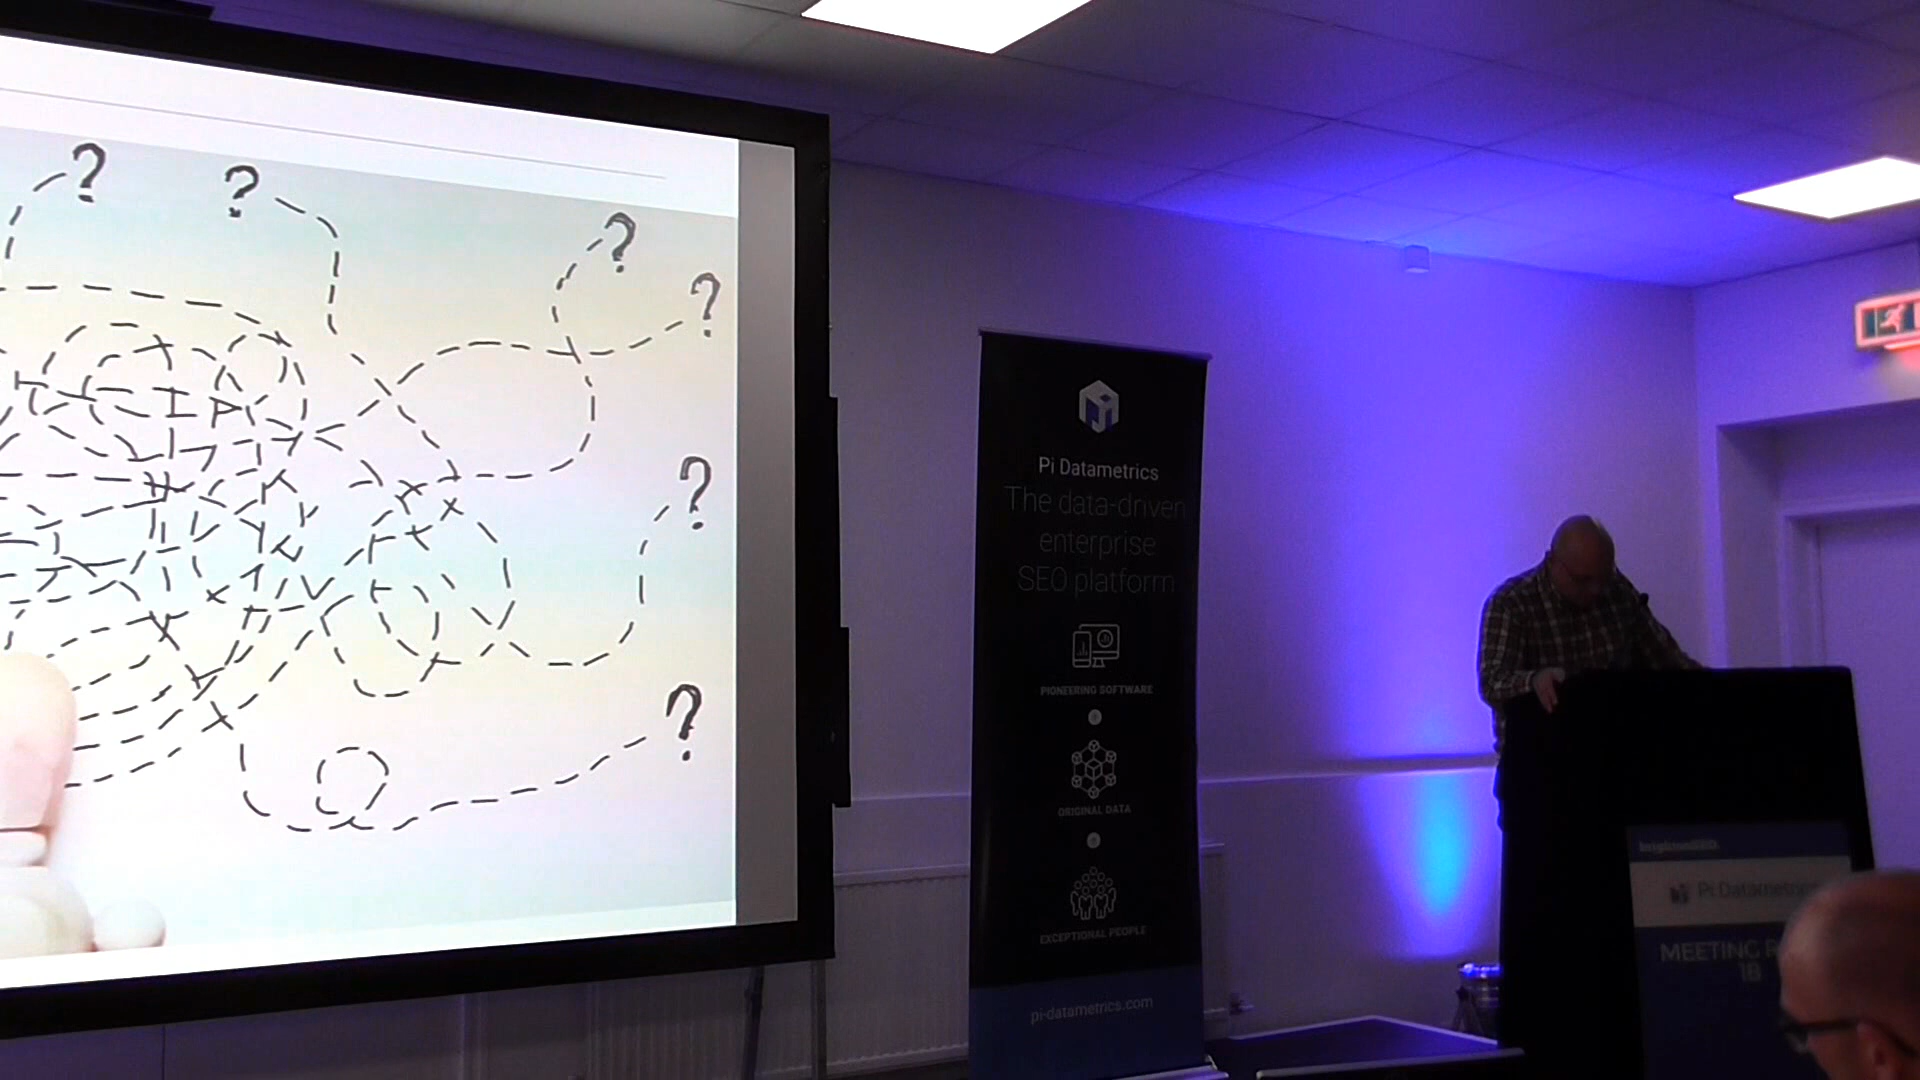 ?
?
?
?
?
?
Pi Datametrics
The data-driven
enterprise
SEO platform
PIONEERING SOFTWARE
ORIGINAL DATA
EXCEPTIONAL PEOPLE
pi-datametrics.com
brightonSEO
Pi Datametrics
MEETING
1B